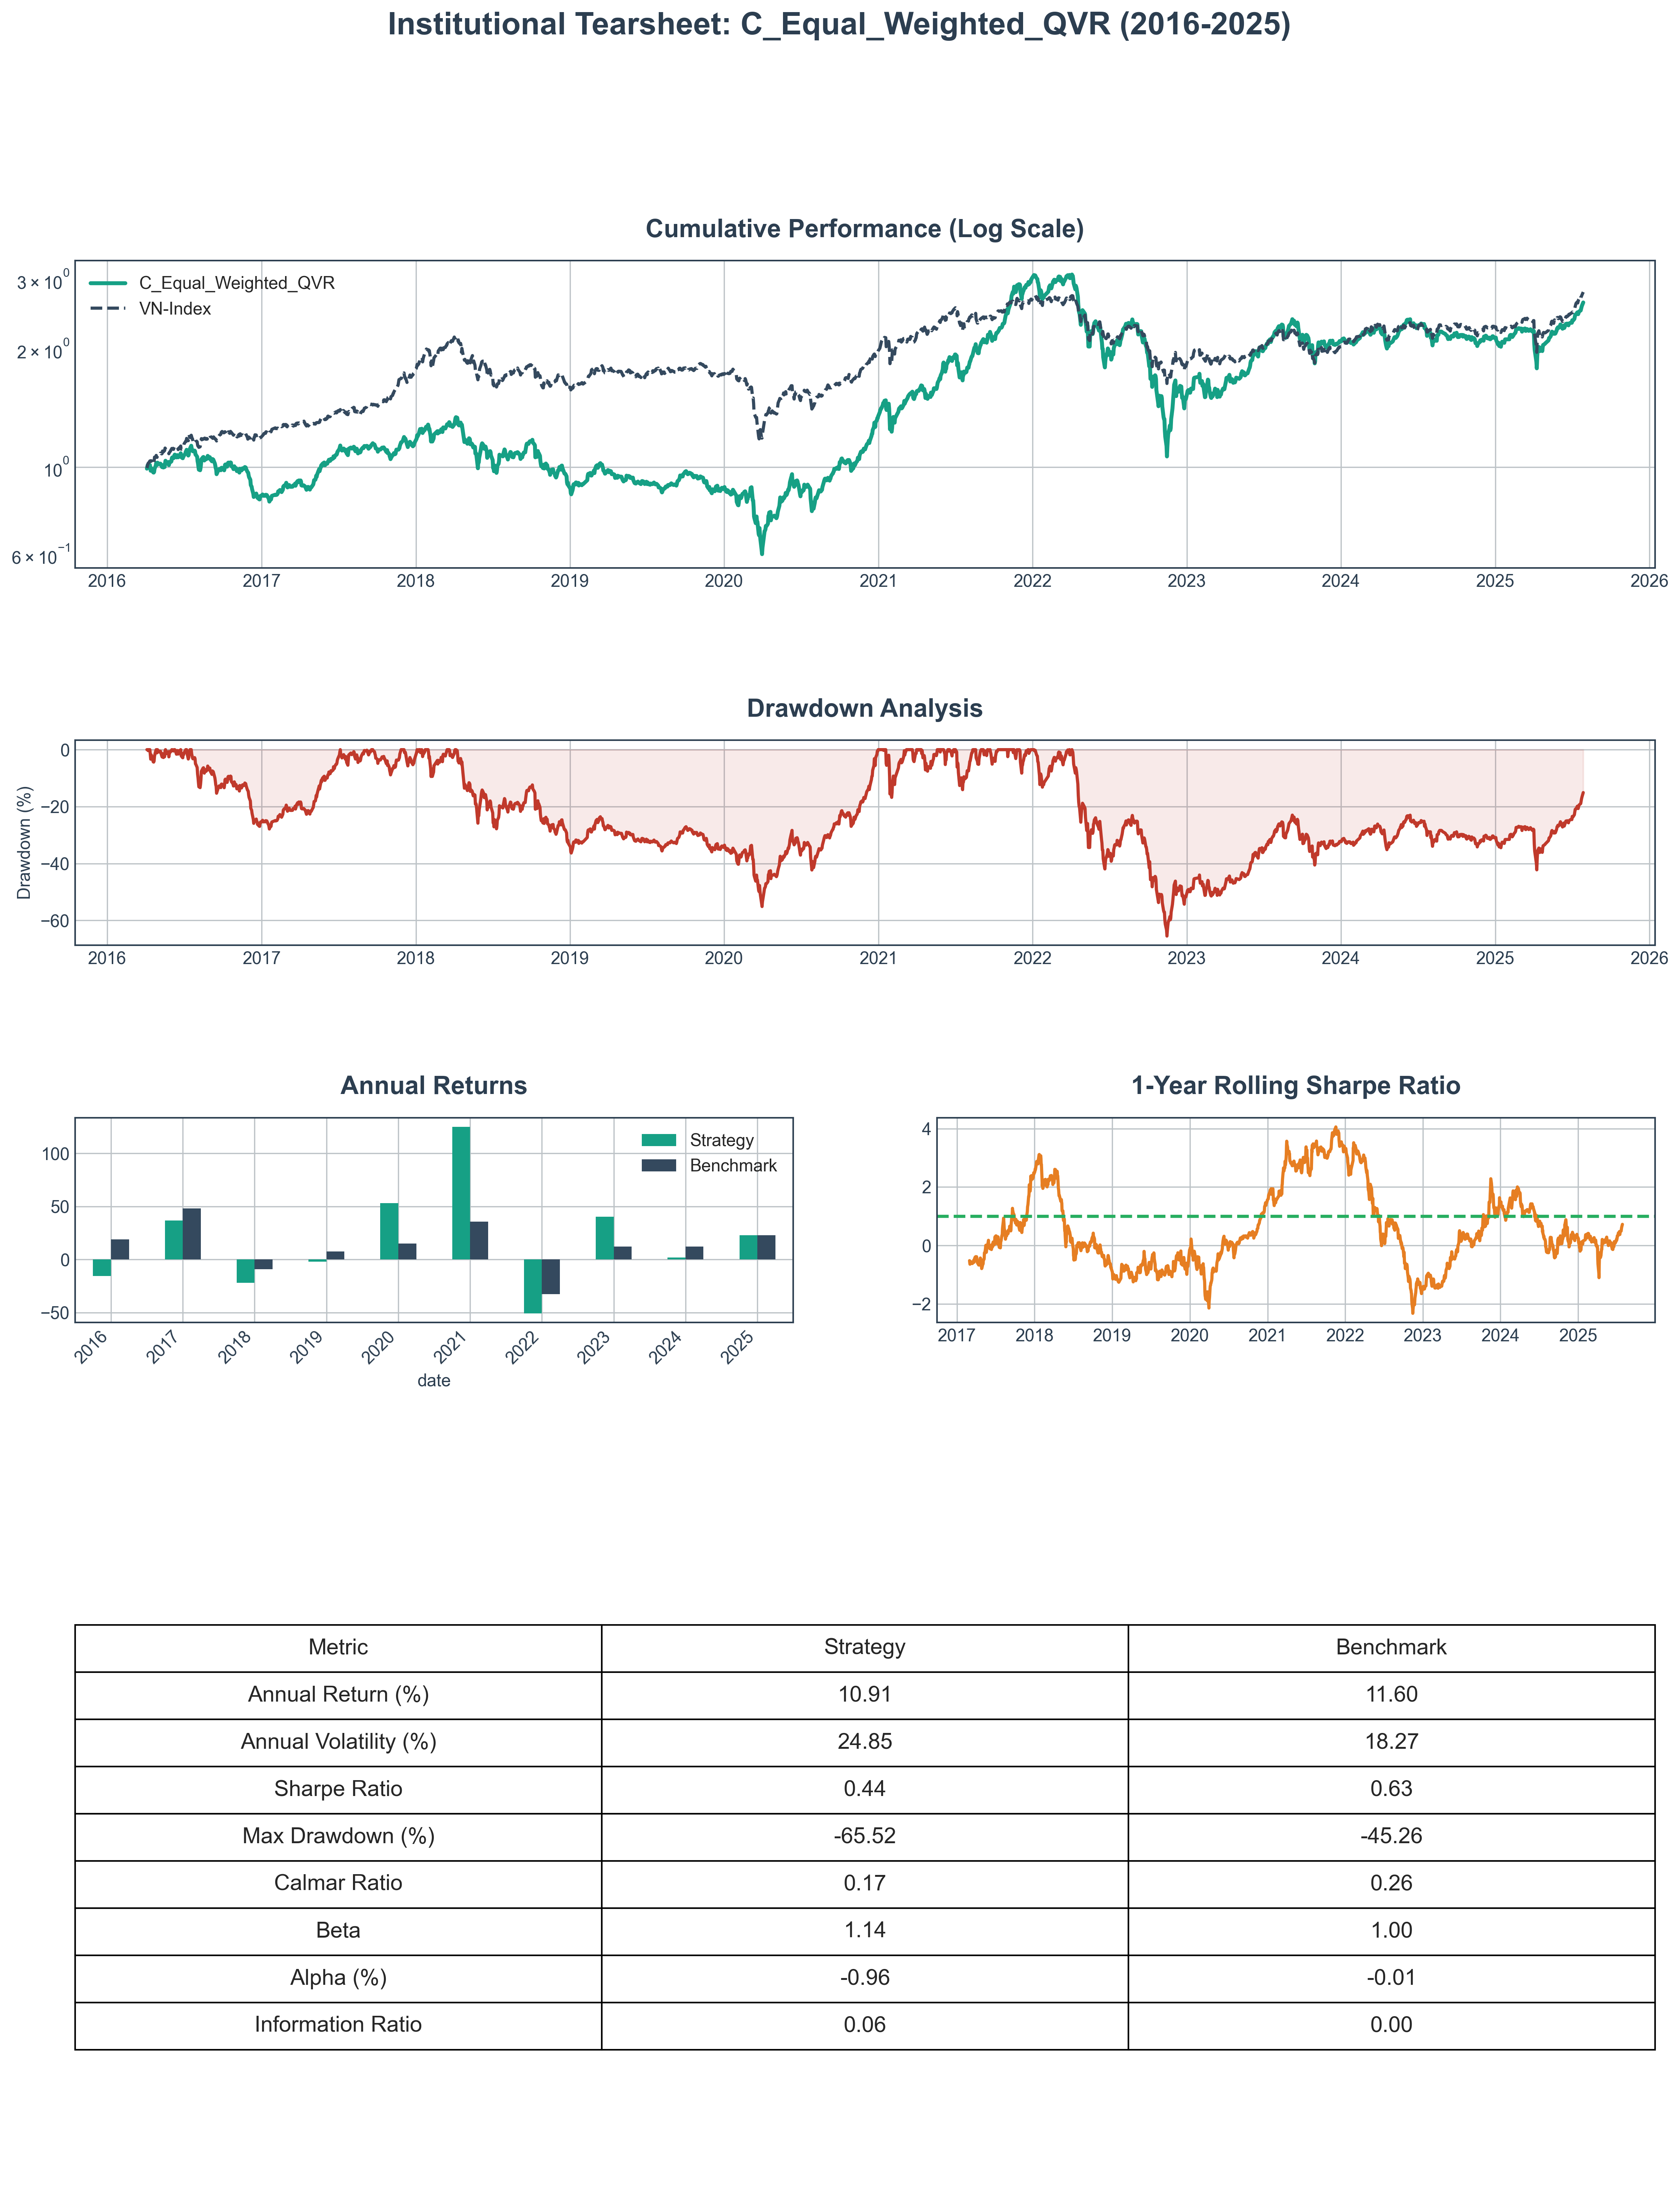 Institutional Tearsheet: C_Equal_Weighted_QVR (2016-2025)
Cumulative Performance (Log Scale)
3 × 10⁰
2 × 10⁰
10⁰
6 × 10⁻¹
C_Equal_Weighted_QVR
VN-Index
2016 2017 2018 2019 2020 2021 2022 2023 2024 2025 2026
Drawdown Analysis
Drawdown (%)
0
−20
−40
−60
2016 2017 2018 2019 2020 2021 2022 2023 2024 2025 2026
Annual Returns
100
50
0
−50
Strategy
Benchmark
2016 2017 2018 2019 2020 2021 2022 2023 2024 2025
date
1-Year Rolling Sharpe Ratio
4
2
0
−2
2017 2018 2019 2020 2021 2022 2023 2024 2025
Metric Strategy Benchmark
Annual Return (%) 10.91 11.60
Annual Volatility (%) 24.85 18.27
Sharpe Ratio 0.44 0.63
Max Drawdown (%) -65.52 -45.26
Calmar Ratio 0.17 0.26
Beta 1.14 1.00
Alpha (%) -0.96 -0.01
Information Ratio 0.06 0.00